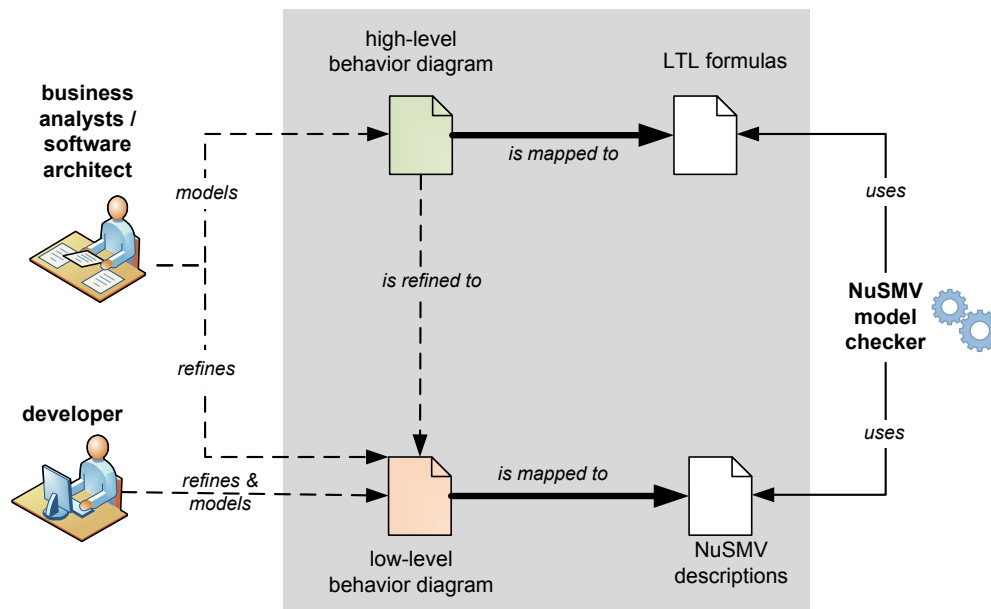 high-level
behavior diagram
LTL formulas
business
analysts /
software
architect
is mapped to
models
uses
is refined to
NuSMV
model
checker
refines
developer
uses
is mapped to
refines &
models
low-level
behavior diagram
NuSMV
descriptions